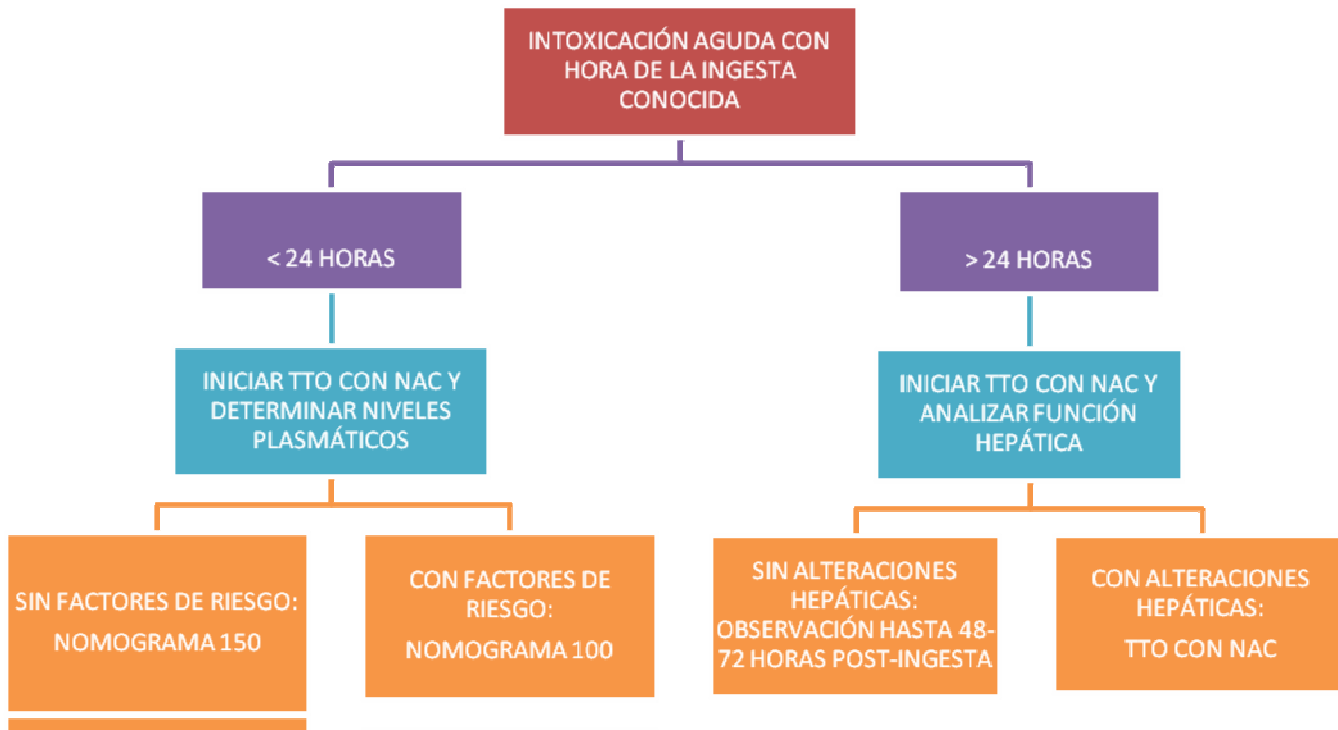 INTOXICACIÓN AGUDA CON
HORA DE LA INGESTA
CONOCIDA
< 24 HORAS
> 24 HORAS
INICIAR TTO CON NAC Y
DETERMINAR NIVELES
PLASMÁTICOS
INICIAR TTO CON NAC Y
ANALIZAR FUNCIÓN
HEPÁTICA
SIN FACTORES DE RIESGO:
NOMOGRAMA 150
CON FACTORES DE
RIESGO:
NOMOGRAMA 100
SIN ALTERACIONES
HEPÁTICAS:
OBSERVACIÓN HASTA 48-
72 HORAS POST-INGESTA
CON ALTERACIONES
HEPÁTICAS:
TTO CON NAC